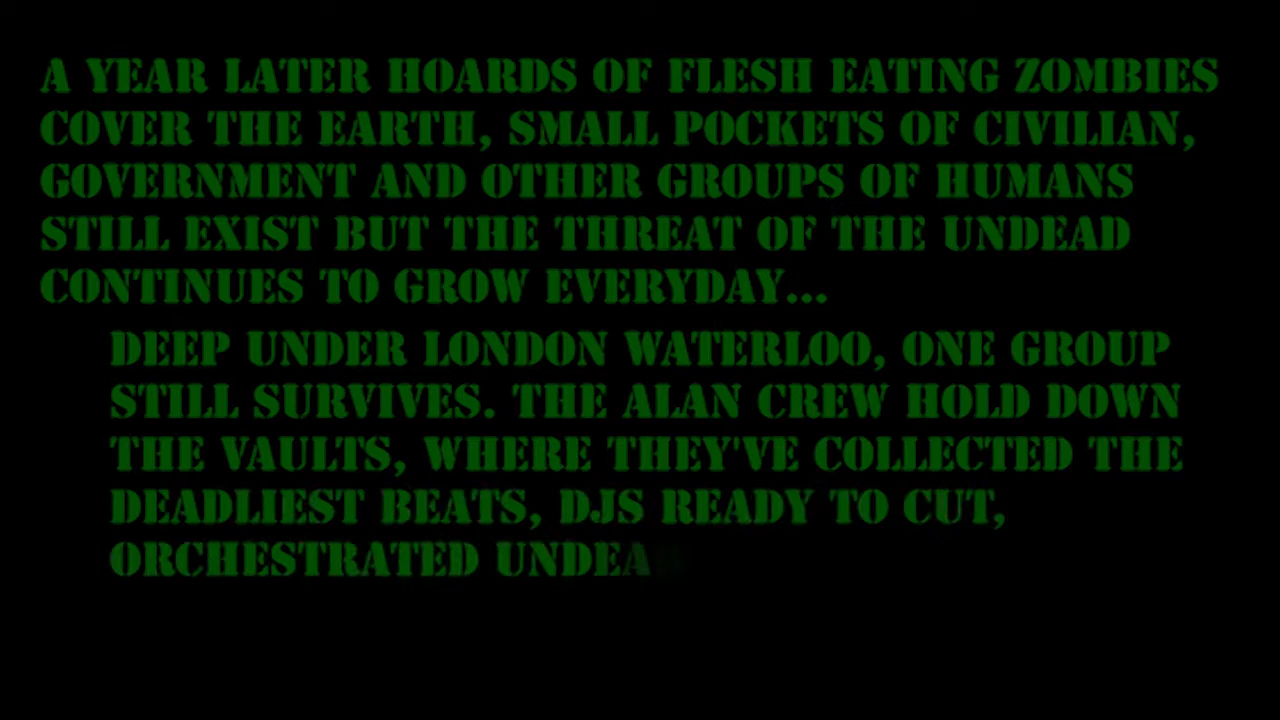 A YEAR LATER HOARDS OF FLESH EATING ZOMBIES
COVER THE EARTH, SMALL POCKETS OF CIVILIAN,
GOVERNMENT AND OTHER GROUPS OF HUMANS
STILL EXIST BUT THE THREAT OF THE UNDEAD
CONTINUES TO GROW EVERYDAY...
DEEP UNDER LONDON WATERLOO, ONE GROUP
STILL SURVIVES. THE ALAN CREW HOLD DOWN
THE VAULTS, WHERE THEY'VE COLLECTED THE
DEADLIEST BEATS, DJS READY TO CUT,
ORCHESTRATED UNDEA